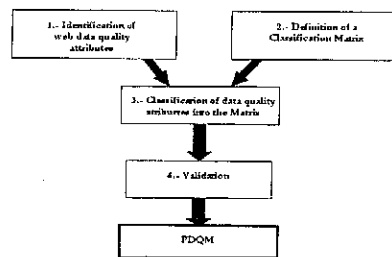 1.- Identification of
web data quality
attributes
2.- Definition of a
Classification Matrix
3.- Classification of data quality
attributes into the Matrix
4.- Validation
PDQM